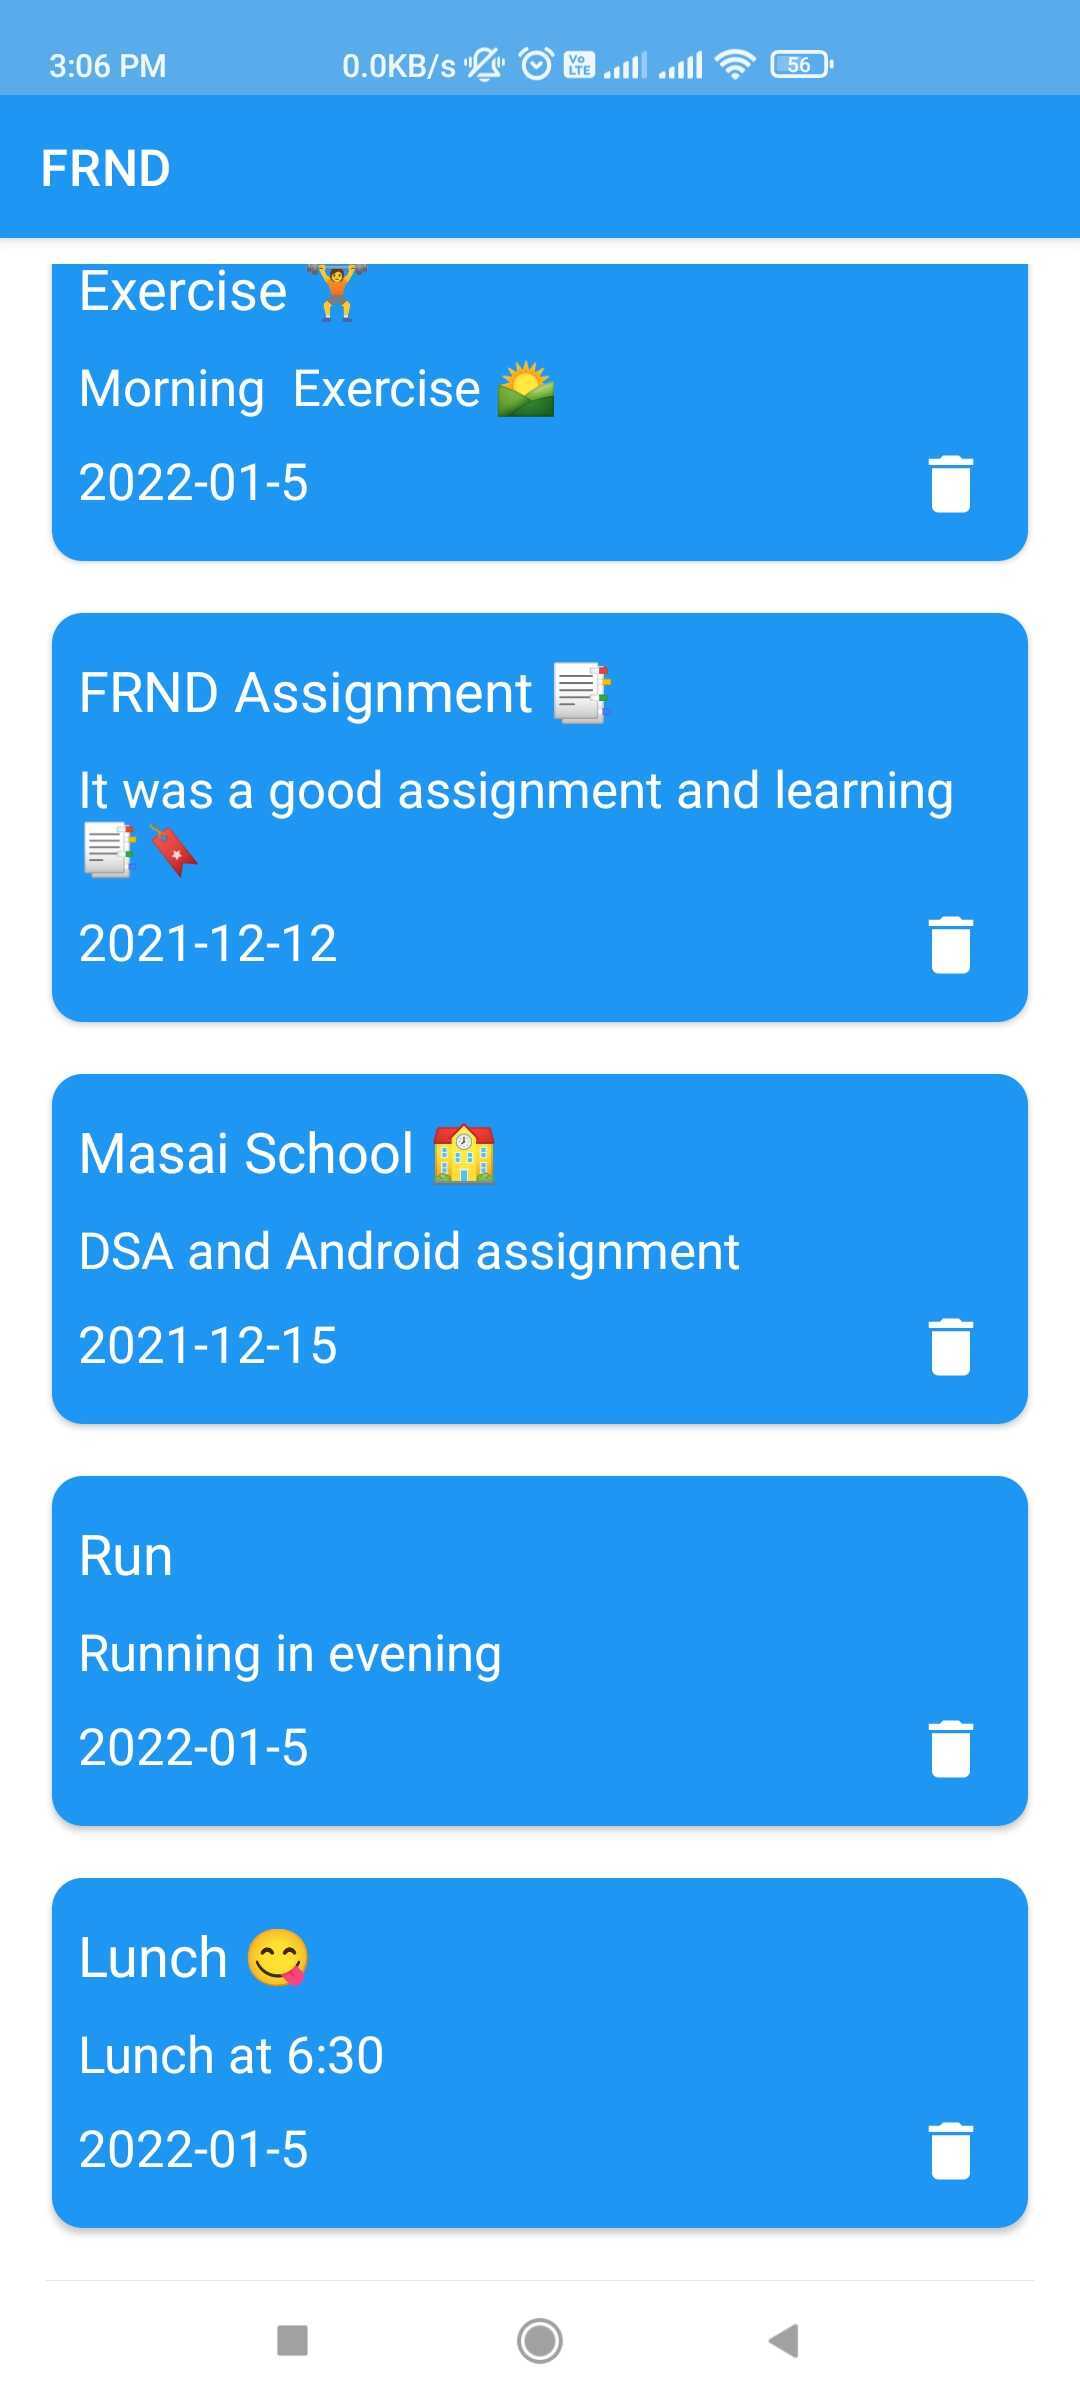 3:06 PM 0.0KB/s Vo LTE 56
FRND
Exercise 🏋️
Morning  Exercise 🌄
2022-01-5
FRND Assignment 📑
It was a good assignment and learning
📑🔖
2021-12-12
Masai School 🏫
DSA and Android assignment
2021-12-15
Run
Running in evening
2022-01-5
Lunch 😋
Lunch at 6:30
2022-01-5